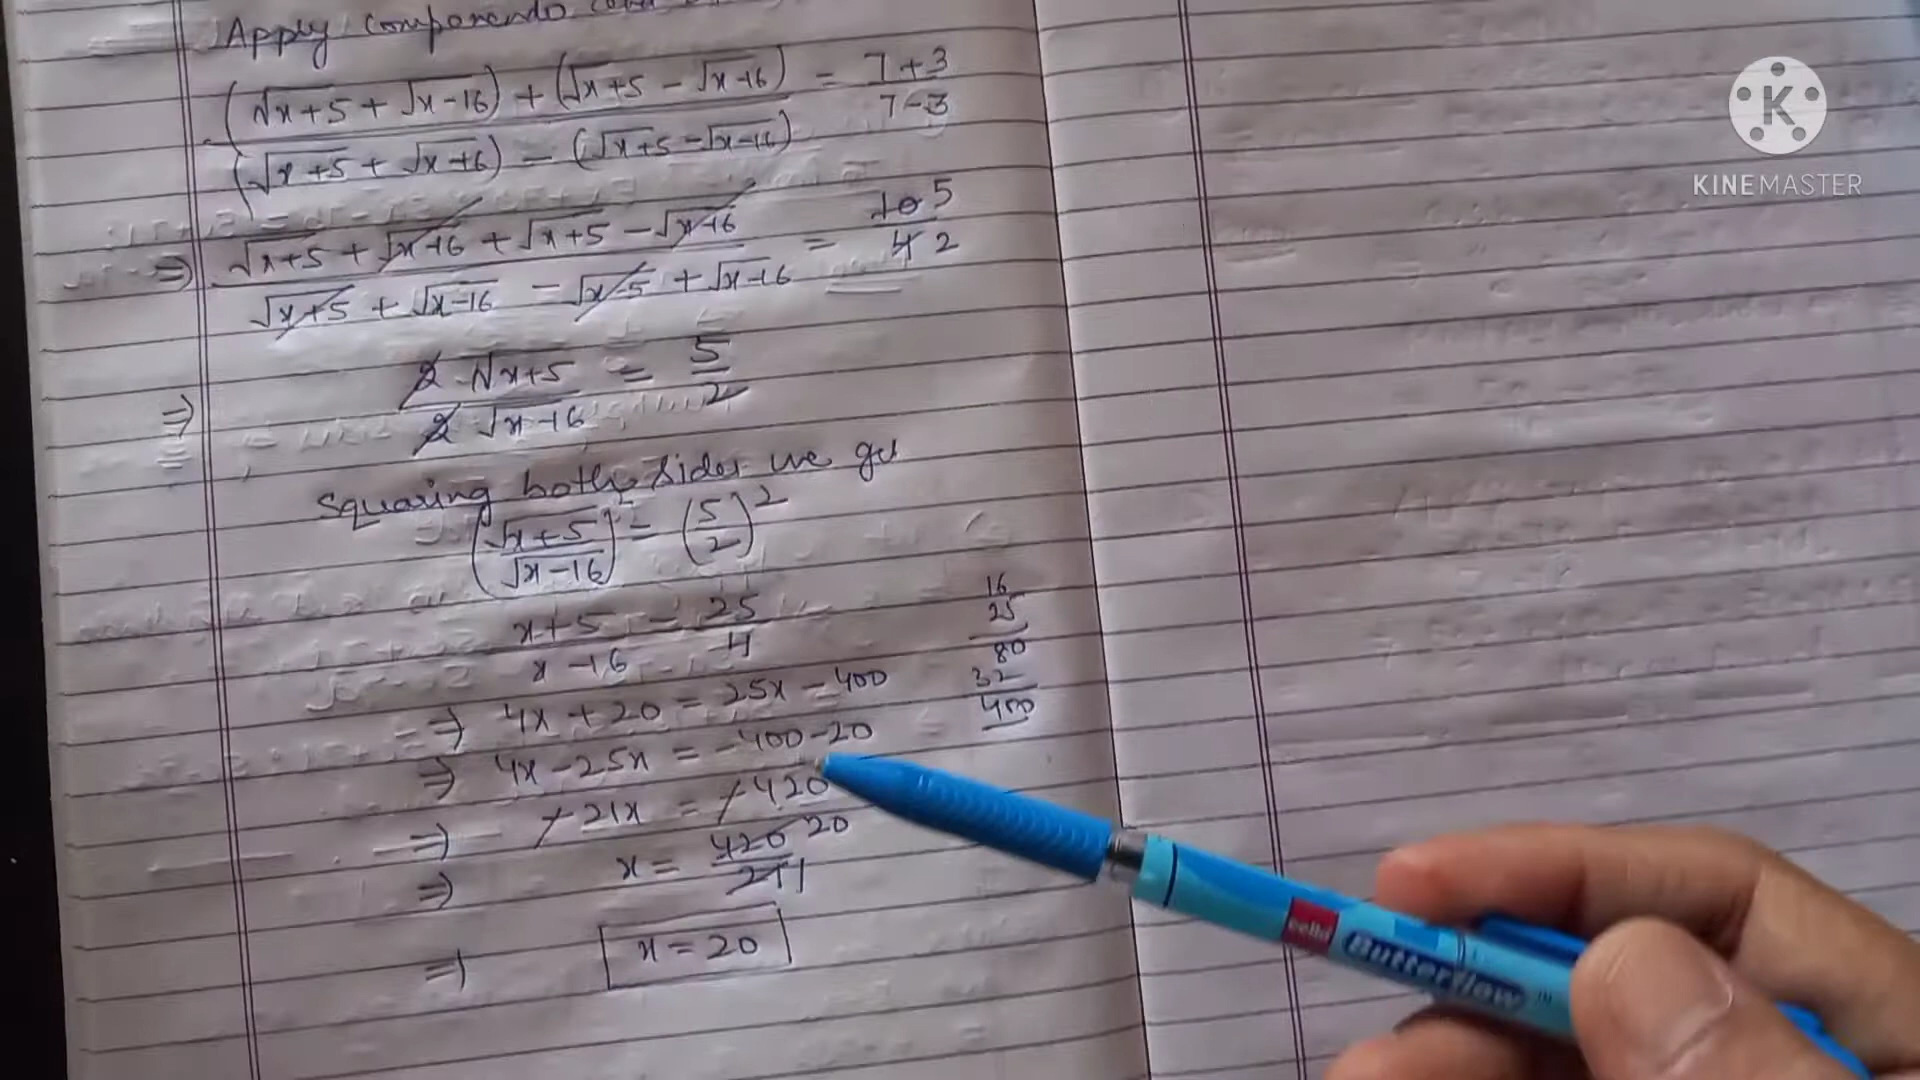 Apply Componendo
(√x+5 + √x-16) + (√x+5 - √x-16) = 7+3
(√x+5 + √x-16) - (√x+5 - √x-16) 7-3
⇒ √x+5 + √x-16 + √x+5 - √x-16 = 10 5
√x+5 + √x-16 - √x+5 + √x-16 4 2
⇒ 2 √x+5 = 5
2 √x-16 2
Squaring both sides we get
(√x+5 / √x-16)² = (5/2)²
x+5 = 25
x-16 4
⇒ 4x+20 = 25x-400
⇒ 4x-25x = -400-20
⇒ -21x = -420
⇒ x = 420 20
21 1
⇒ x = 20
16
25
80
32
400
KINEMASTER
K
cello
Butterflow